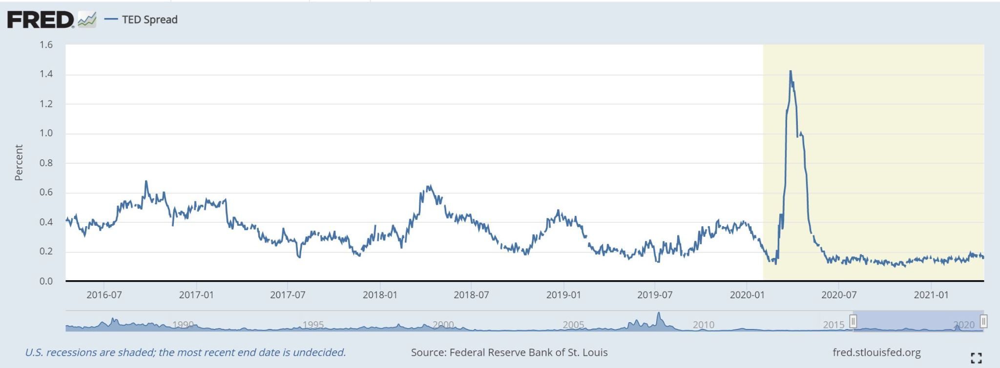 FRED
TED Spread
1.6
1.4
1.2
1.0
0.8
0.6
0.4
0.2
0.0
Percent
2016-07 2017-01 2017-07 2018-01 2018-07 2019-01 2019-07 2020-01 2020-07 2021-01
1990 1995 2000 2005 2010 2015 2020
U.S. recessions are shaded; the most recent end date is undecided. Source: Federal Reserve Bank of St. Louis fred.stlouisfed.org